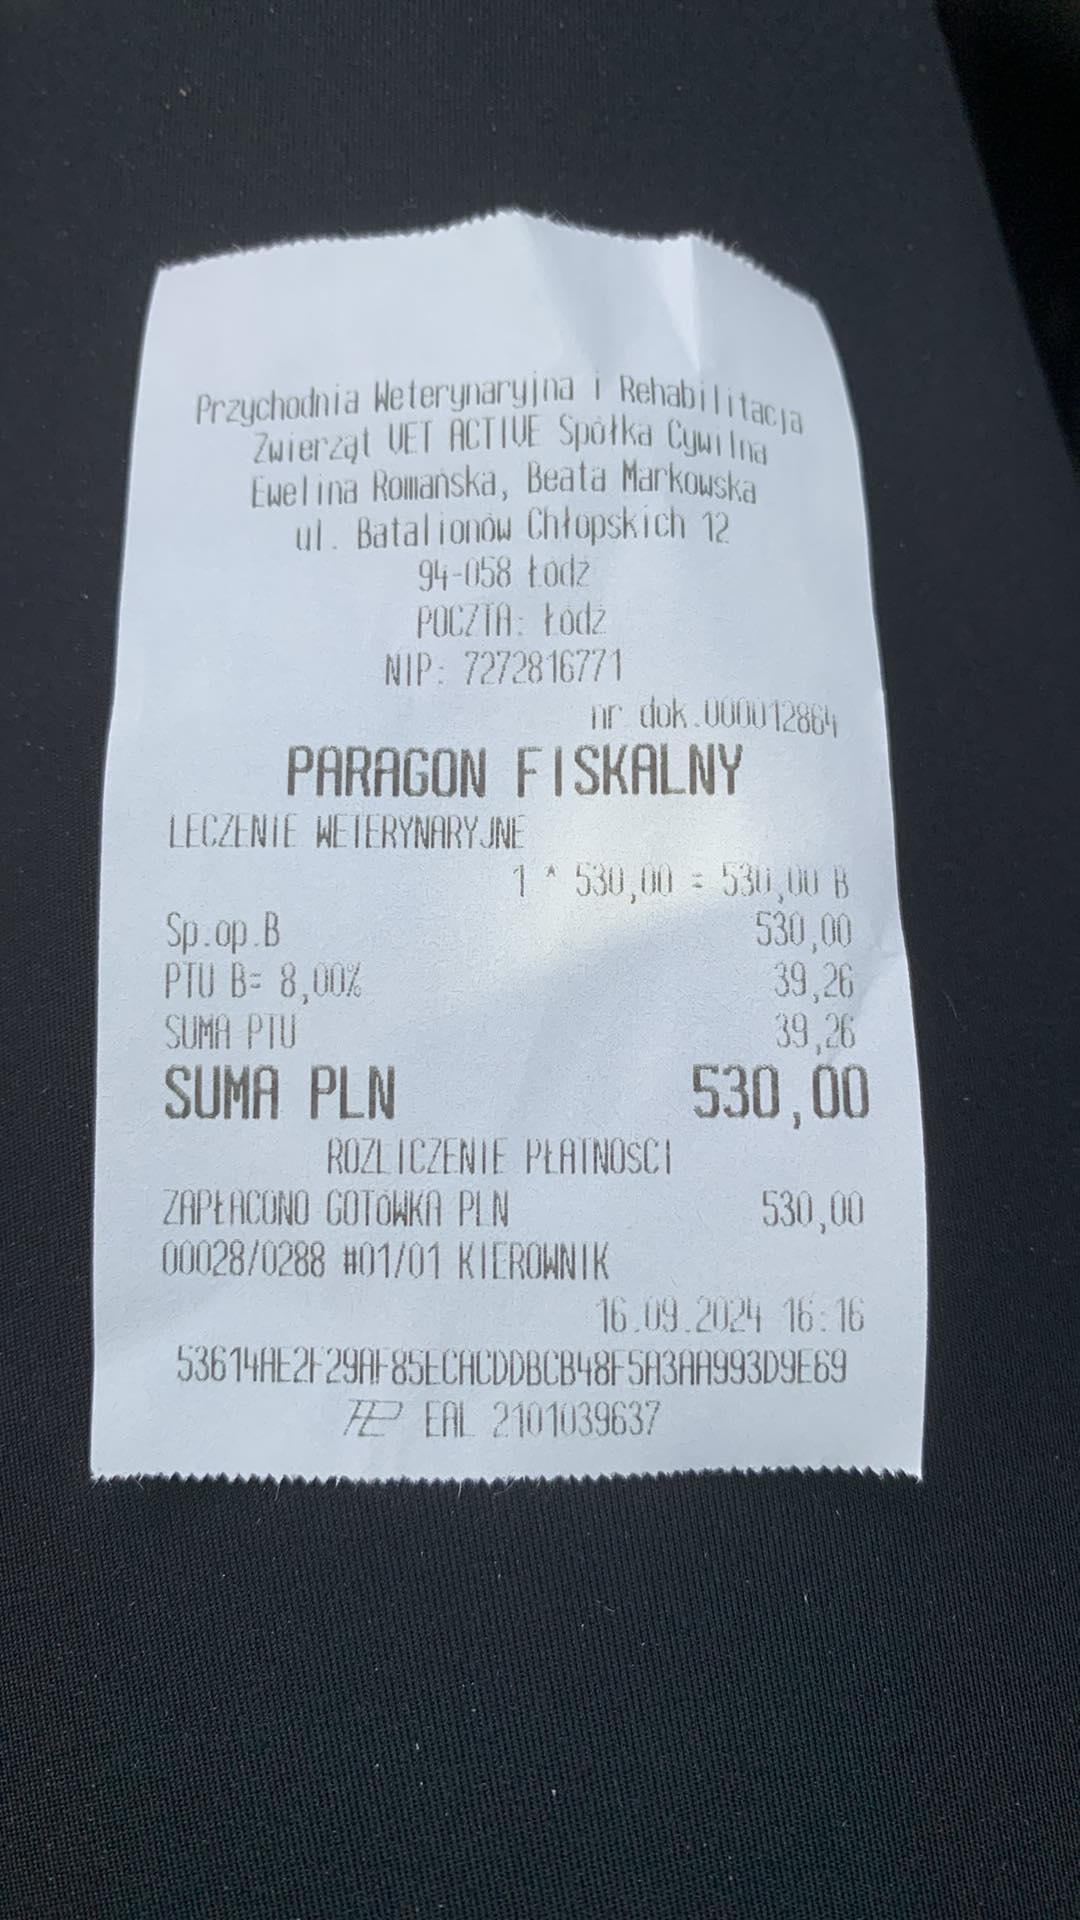 Przychodnia Weterynaryjna i Rehabilitacja
Zwierząt VET ACTIVE Spółka Cywilna
Ewelina Romańska, Beata Markowska
ul. Batalionów Chłopskich 12
94-058 Łódź
POCZTA: Łódź
NIP: 7272816771
nr dok.000012864
PARAGON FISKALNY
LECZENIE WETERYNARYJNE
1 * 530,00 = 530,00 B
Sp.op.B 530,00
PTU B= 8,00% 39,26
SUMA PTU 39,26
SUMA PLN 530,00
ROZLICZENIE PŁATNOŚCI
ZAPŁACONO GOTÓWKA PLN 530,00
00028/0288 #01/01 KIEROWNIK
16.09.2024 16:16
53614AE2F29AF85ECACDDBCB48F5A3AA993D9E69
EAL 2101039637